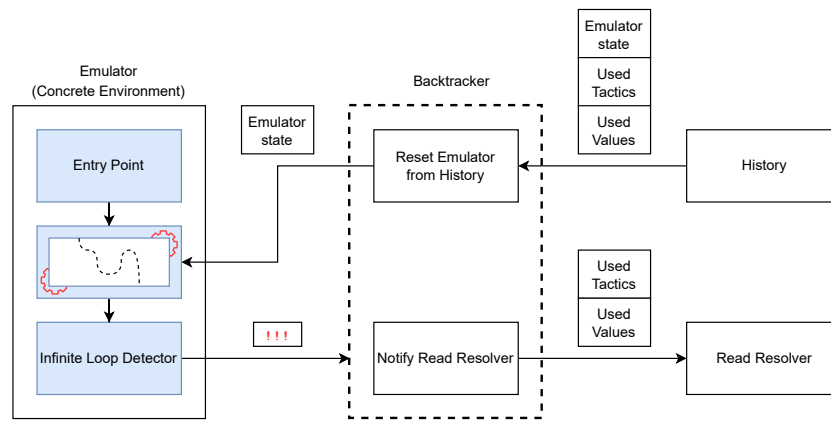 Emulator
(Concrete Environment)
Entry Point
Infinite Loop Detector
Emulator
state
!!!
Backtracker
Reset Emulator
from History
Notify Read Resolver
Emulator
state
Used
Tactics
Used
Values
History
Used
Tactics
Used
Values
Read Resolver